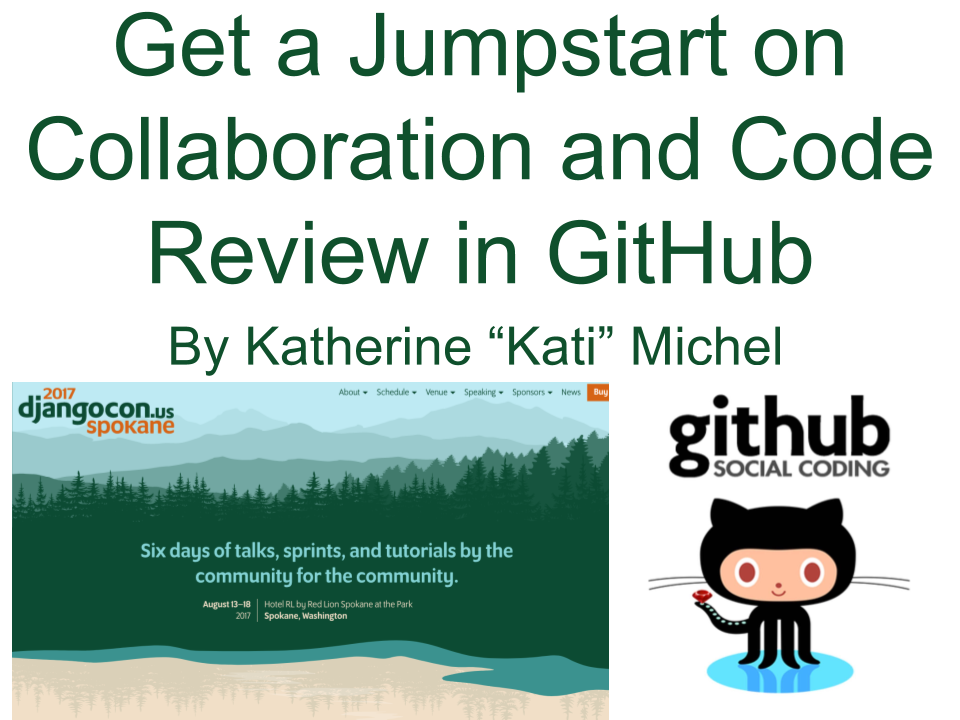 Get a Jumpstart on
Collaboration and Code
Review in GitHub
By Katherine “Kati” Michel
2017
djangocon.us
spokane
About Schedule Venue Speaking Sponsors News Buy
Six days of talks, sprints, and tutorials by the
community for the community.
August 13–18 Hotel RL by Red Lion Spokane at the Park
2017 Spokane, Washington
github
SOCIAL CODING